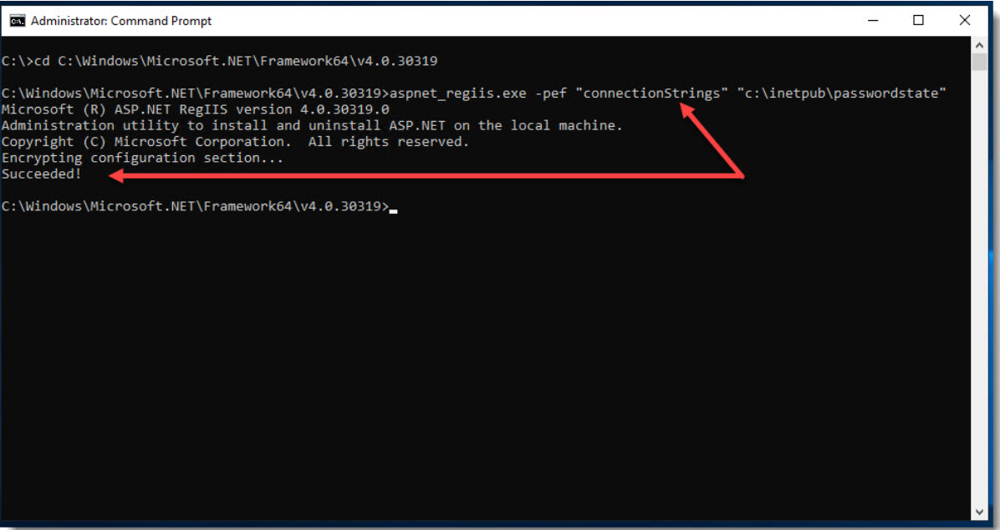 Administrator: Command Prompt
C:\>cd C:\Windows\Microsoft.NET\Framework64\v4.0.30319
C:\Windows\Microsoft.NET\Framework64\v4.0.30319>aspnet_regiis.exe -pef "connectionStrings" "c:\inetpub\passwordstate"
Microsoft (R) ASP.NET RegIIS version 4.0.30319.0
Administration utility to install and uninstall ASP.NET on the local machine.
Copyright (C) Microsoft Corporation.  All rights reserved.
Encrypting configuration section...
Succeeded!
C:\Windows\Microsoft.NET\Framework64\v4.0.30319>